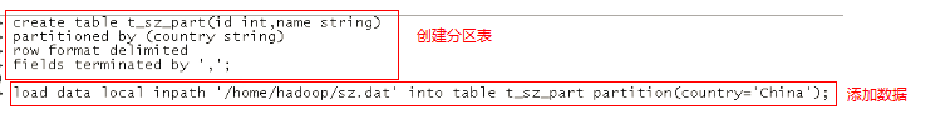 create table t_sz_part(id int,name string)
partitioned by (country string)
创建分区表
row format delimited
fields terminated by ',';
load data local inpath '/home/hadoop/sz.dat' into table t_sz_part partition(country='China');
添加数据